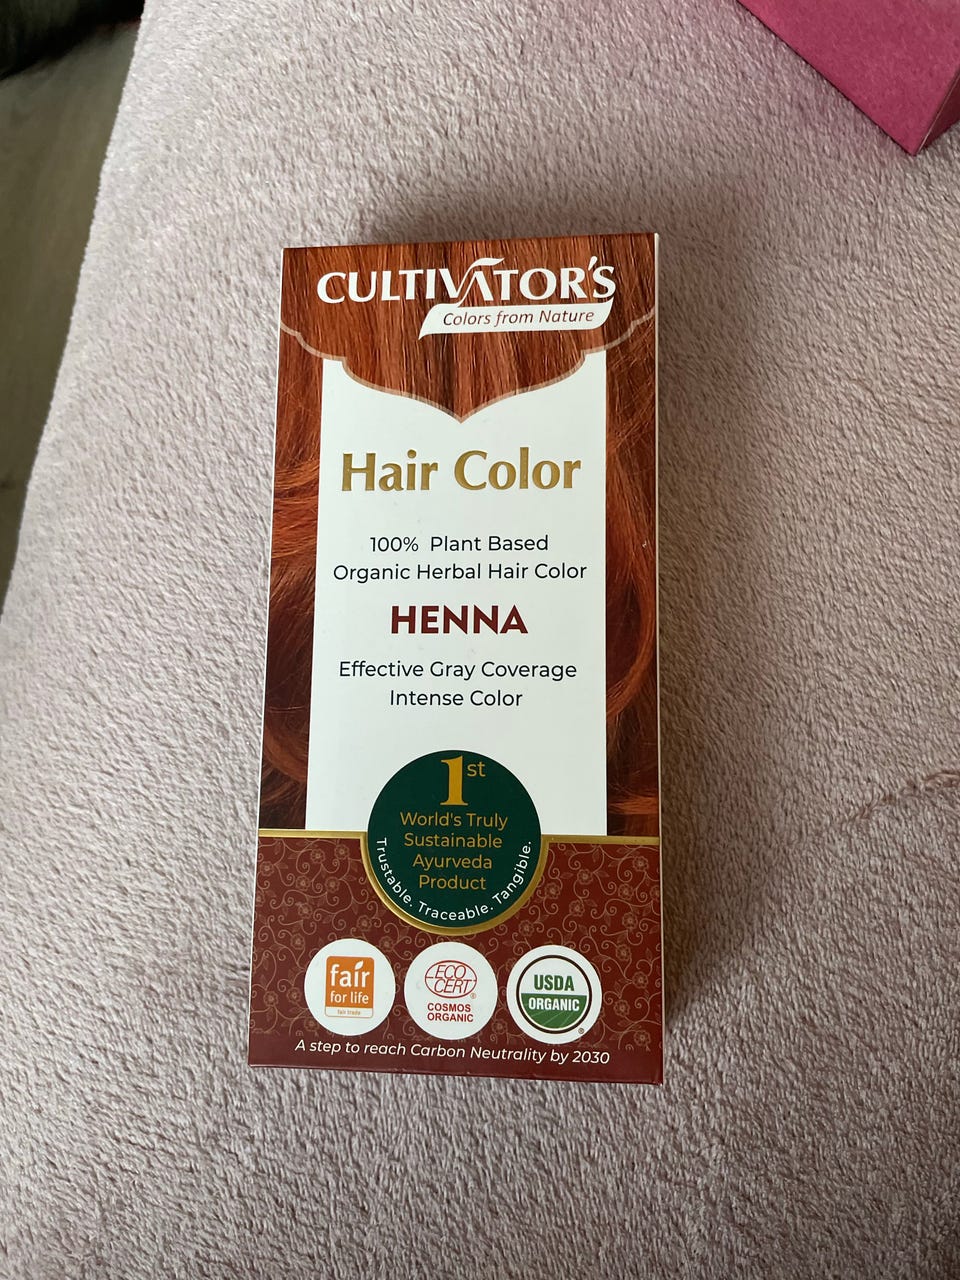 CULTIVATOR'S
Colors from Nature
Hair Color
100% Plant Based
Organic Herbal Hair Color
HENNA
Effective Gray Coverage
Intense Color
1st
World's Truly
Sustainable
Ayurveda
Product
Trustable. Traceable. Tangible.
fair
for life
fair trade
ECO
CERT®
COSMOS
ORGANIC
USDA
ORGANIC
®
A step to reach Carbon Neutrality by 2030